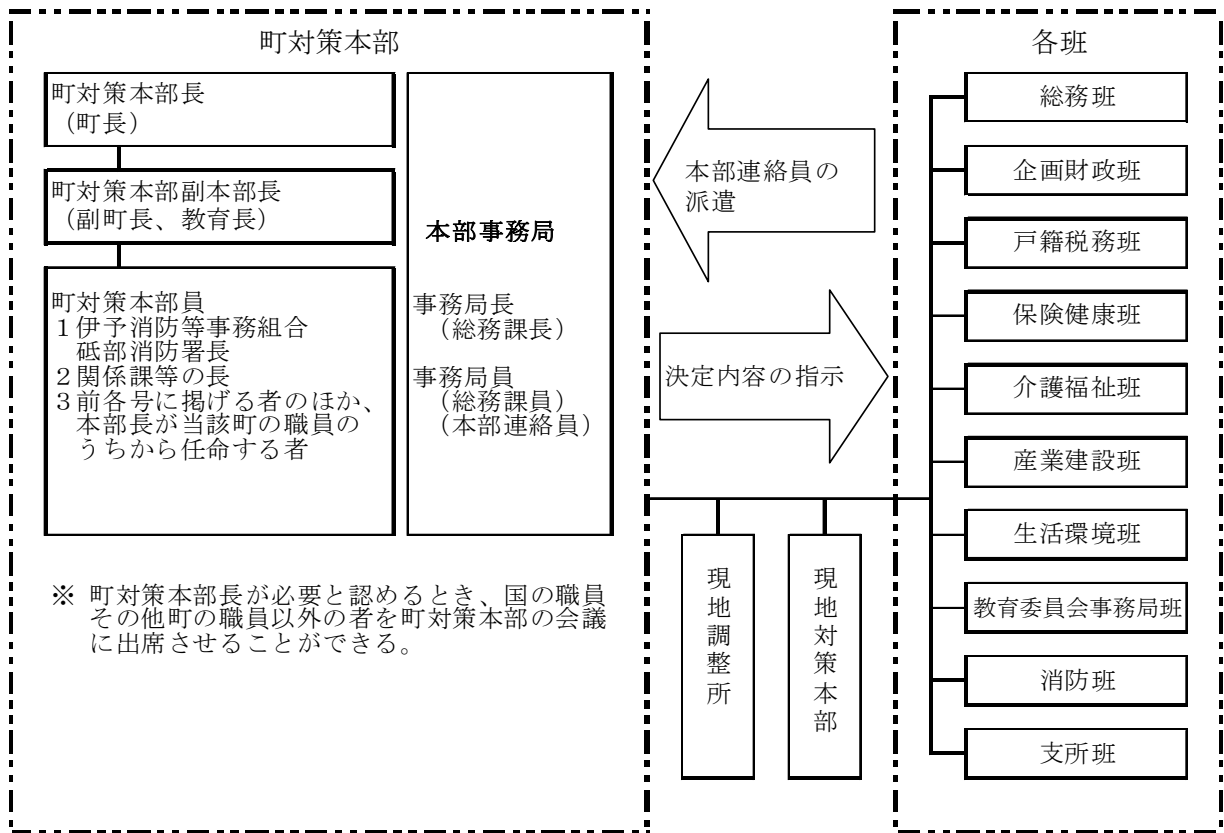 町対策本部
町対策本部長
（町長）
町対策本部副本部長
（副町長、教育長）
町対策本部員
１伊予消防等事務組合
砥部消防署長
２関係課等の長
３前各号に掲げる者のほか、
本部長が当該町の職員の
うちから任命する者
本部事務局
事務局長
（総務課長）
事務局員
（総務課員）
（本部連絡員）
※ 町対策本部長が必要と認めるとき、国の職員
その他町の職員以外の者を町対策本部の会議
に出席させることができる。
本部連絡員の
派遣
決定内容の指示
現地調整所
現地対策本部
各班
総務班
企画財政班
戸籍税務班
保険健康班
介護福祉班
産業建設班
生活環境班
教育委員会事務局班
消防班
支所班